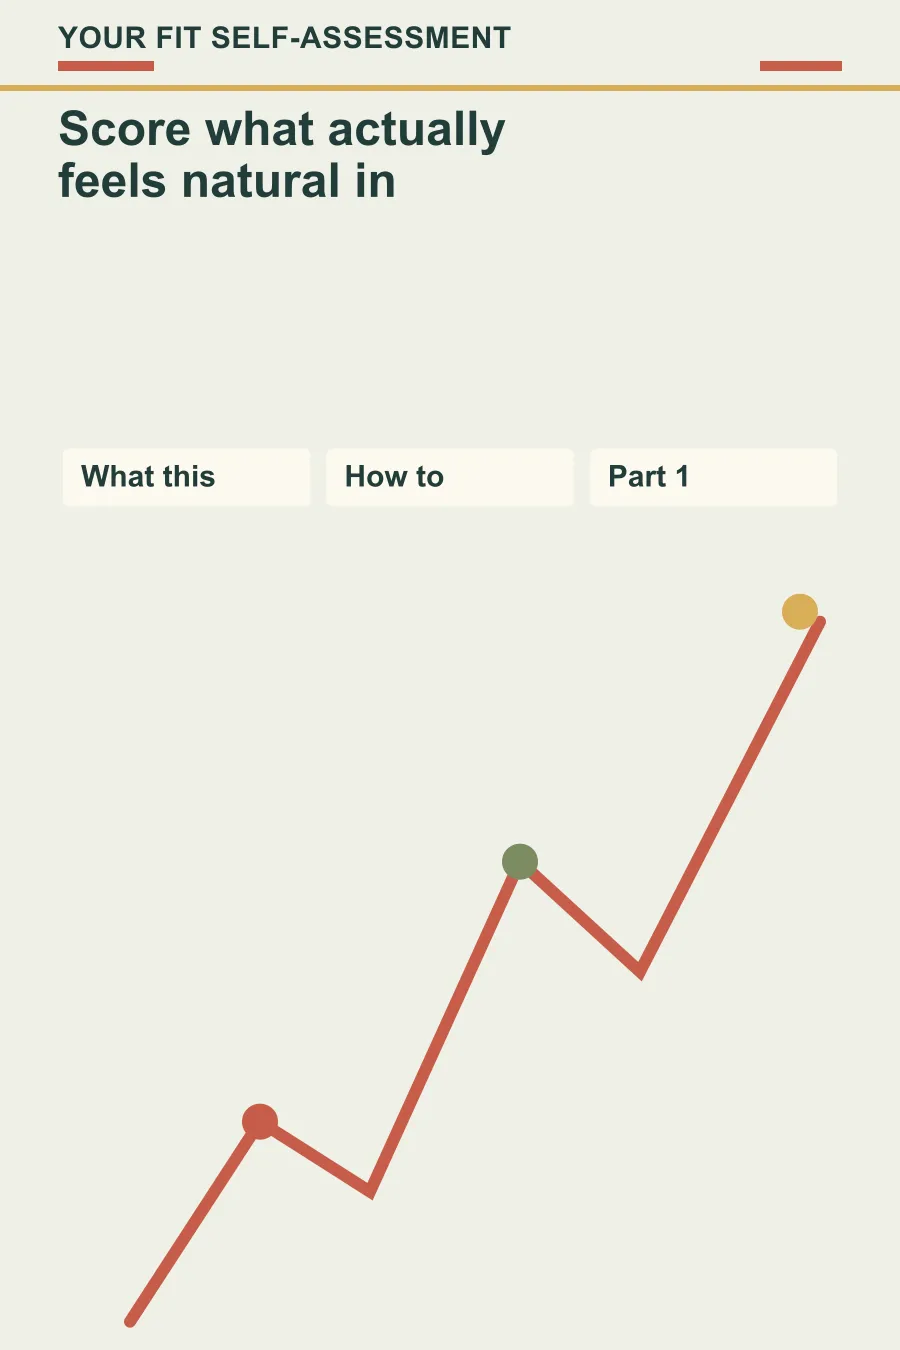 YOUR FIT SELF-ASSESSMENT
Score what actually
feels natural in
What this
How to
Part 1